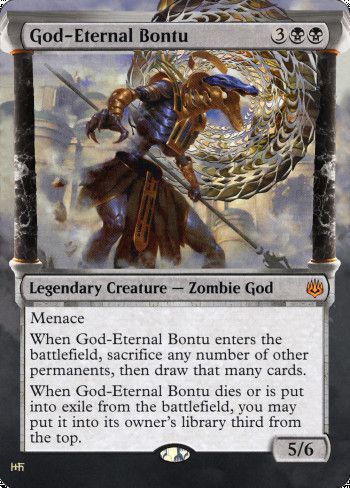 God-Eternal Bontu 3
Legendary Creature — Zombie God
Menace
When God-Eternal Bontu enters the
battlefield, sacrifice any number of other
permanents, then draw that many cards.
When God-Eternal Bontu dies or is put
into exile from the battlefield, you may
put it into its owner's library third from
the top.
5/6